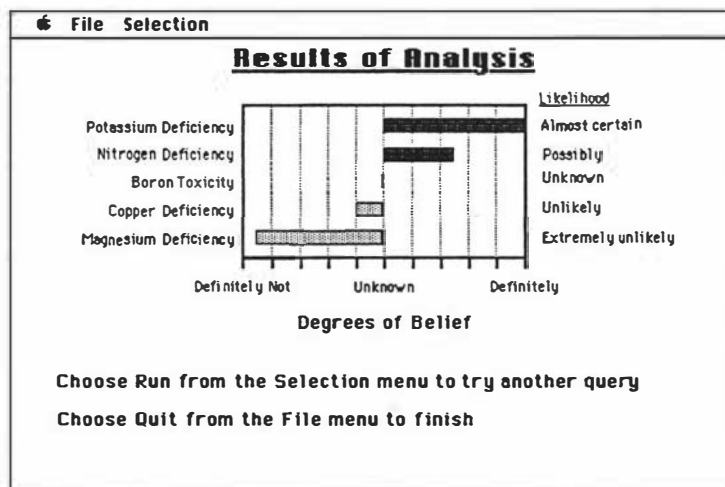 File Selection
Results of Analysis
Likelihood
Potassium Deficiency Almost certain
Nitrogen Deficiency Possibly
Boron Toxicity Unknown
Copper Deficiency Unlikely
Magnesium Deficiency Extremely unlikely
Definitely Not Unknown Definitely
Degrees of Belief
Choose Run from the Selection menu to try another query
Choose Quit from the File menu to finish